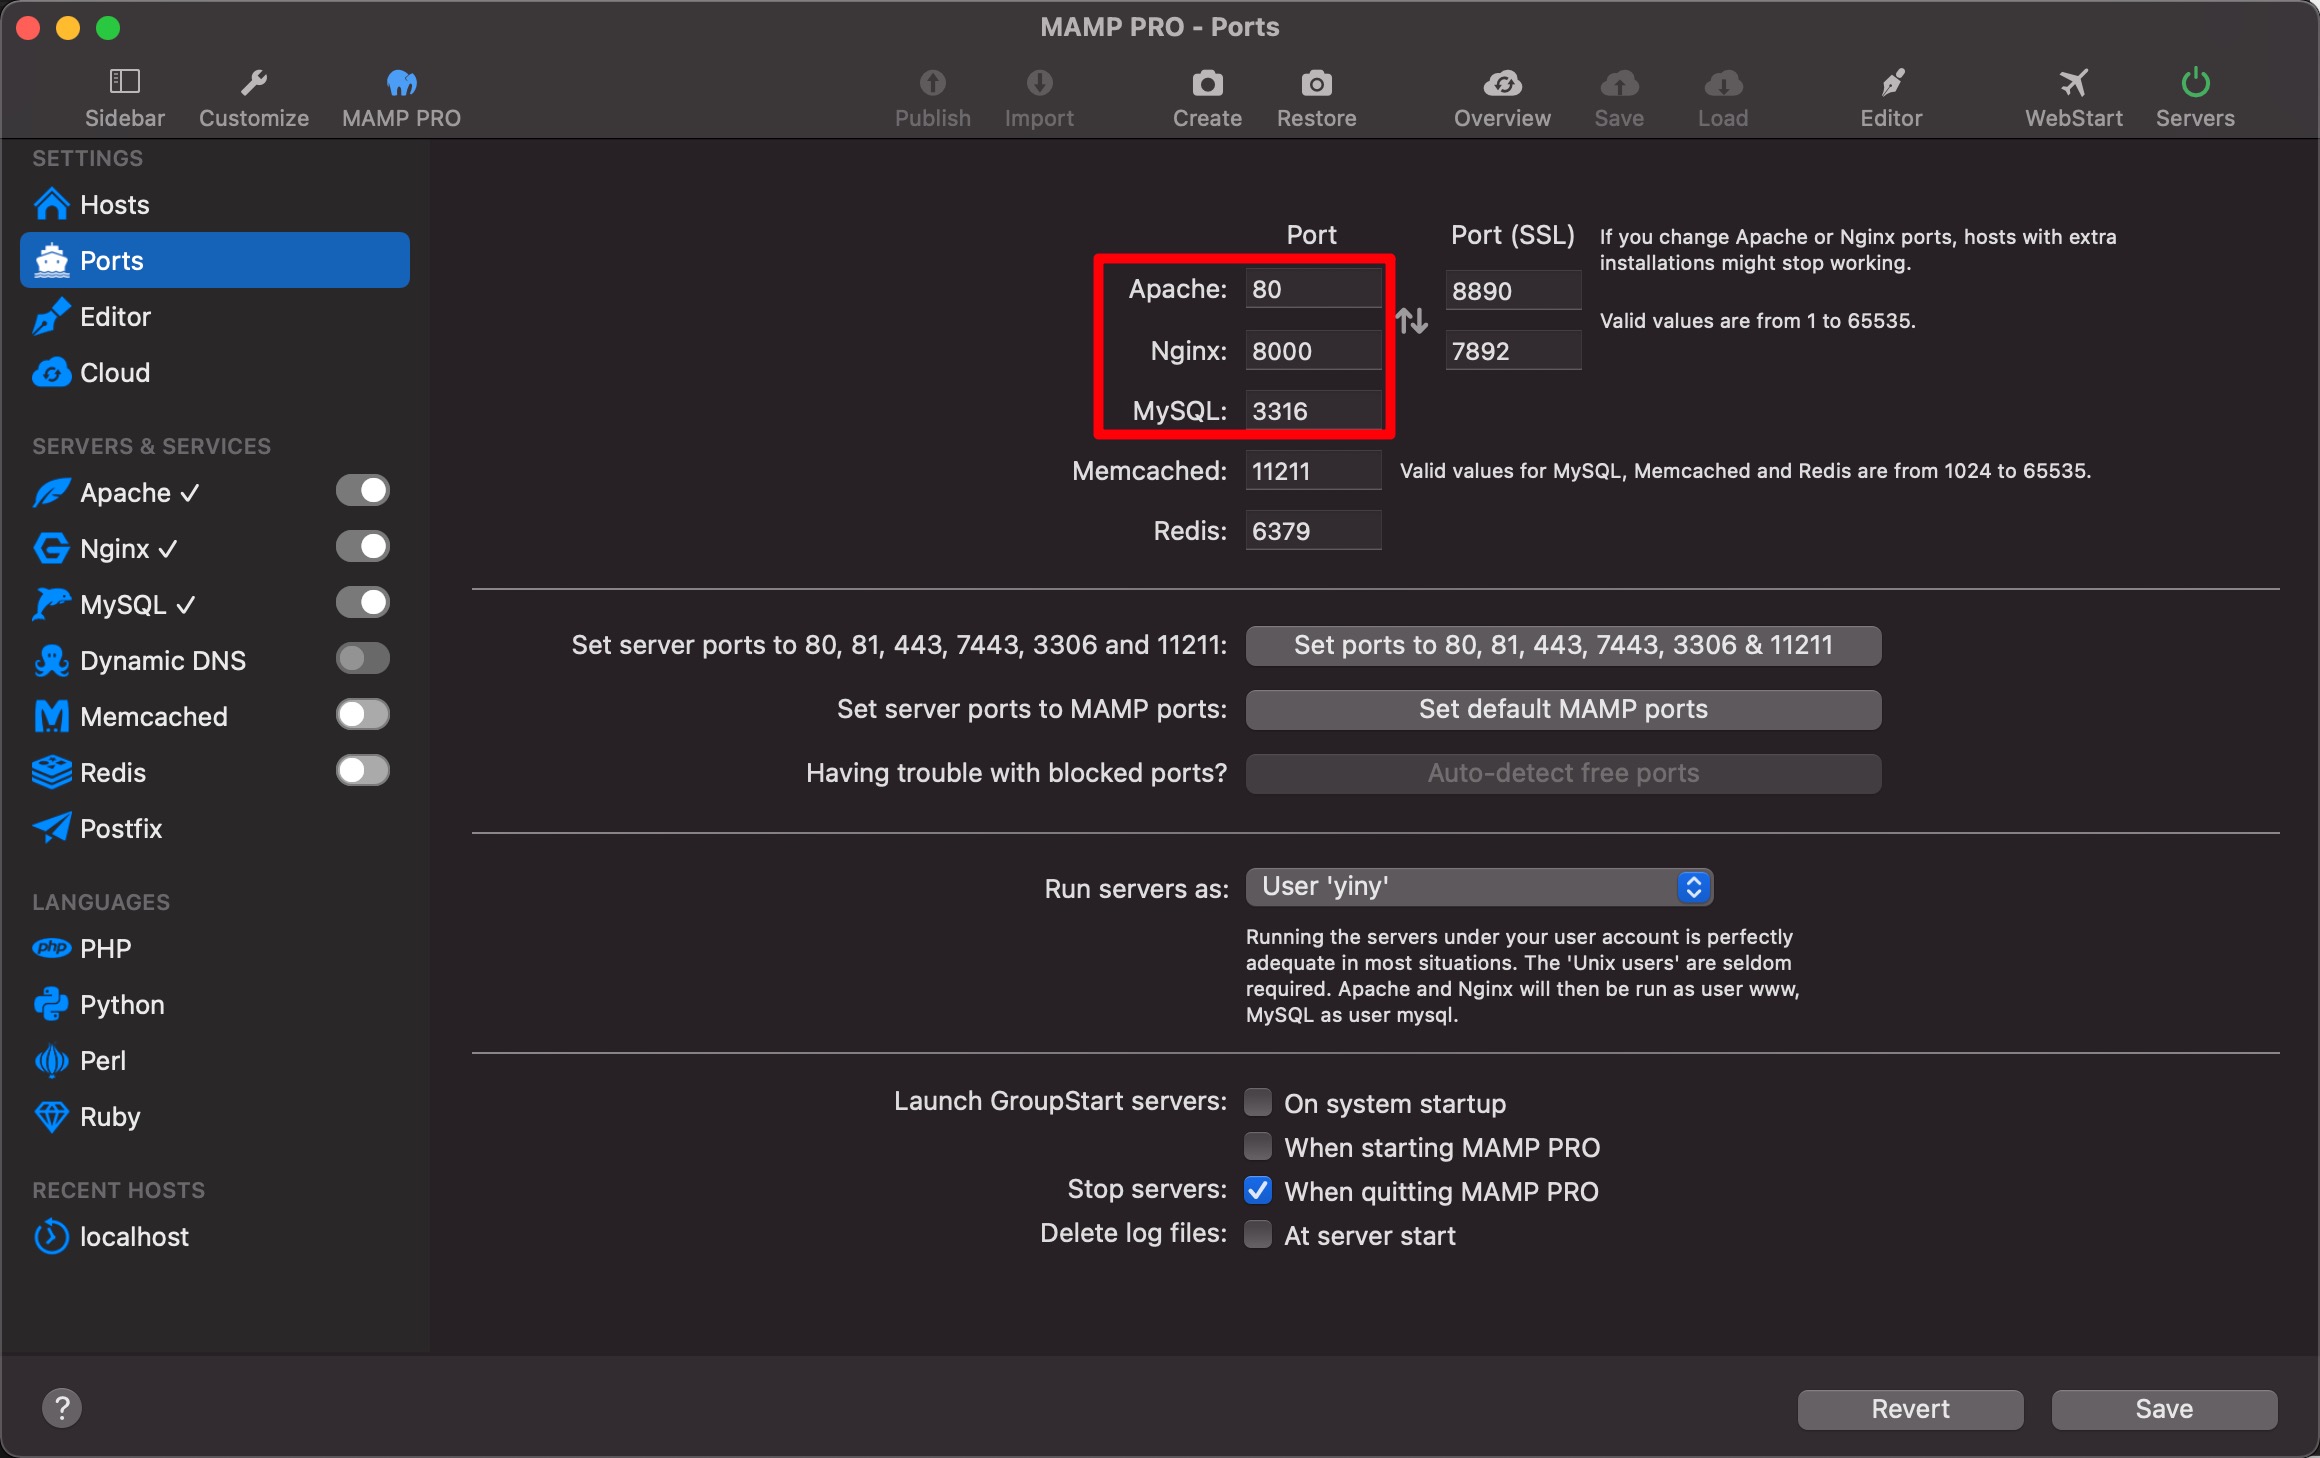 MAMP PRO - Ports
Sidebar
Customize
MAMP PRO
Publish
Import
Create
Restore
Overview
Save
Load
Editor
WebStart
Servers
SETTINGS
Hosts
Ports
Editor
Cloud
SERVERS & SERVICES
Apache ✓
Nginx ✓
MySQL ✓
Dynamic DNS
Memcached
Redis
Postfix
LANGUAGES
php PHP
Python
Perl
Ruby
RECENT HOSTS
localhost
Port
Port (SSL)
Apache: 80
8890
Nginx: 8000
7892
MySQL: 3316
If you change Apache or Nginx ports, hosts with extra
installations might stop working.
Valid values are from 1 to 65535.
Memcached: 11211
Valid values for MySQL, Memcached and Redis are from 1024 to 65535.
Redis: 6379
Set server ports to 80, 81, 443, 7443, 3306 and 11211:
Set ports to 80, 81, 443, 7443, 3306 & 11211
Set server ports to MAMP ports:
Set default MAMP ports
Having trouble with blocked ports?
Auto-detect free ports
Run servers as:
User 'yiny'
Running the servers under your user account is perfectly
adequate in most situations. The 'Unix users' are seldom
required. Apache and Nginx will then be run as user www,
MySQL as user mysql.
Launch GroupStart servers:
On system startup
When starting MAMP PRO
Stop servers:
When quitting MAMP PRO
Delete log files:
At server start
?
Revert
Save